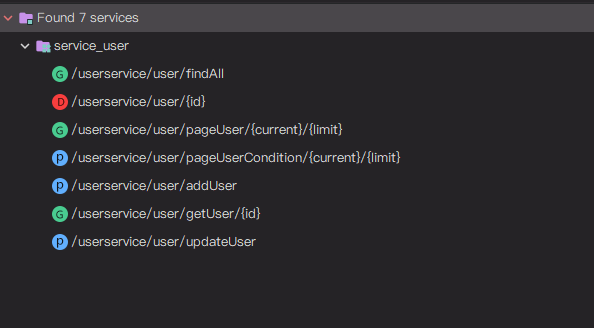 Found 7 services
service_user
G /userservice/user/findAll
D /userservice/user/{id}
G /userservice/user/pageUser/{current}/{limit}
p /userservice/user/pageUserCondition/{current}/{limit}
p /userservice/user/addUser
G /userservice/user/getUser/{id}
p /userservice/user/updateUser